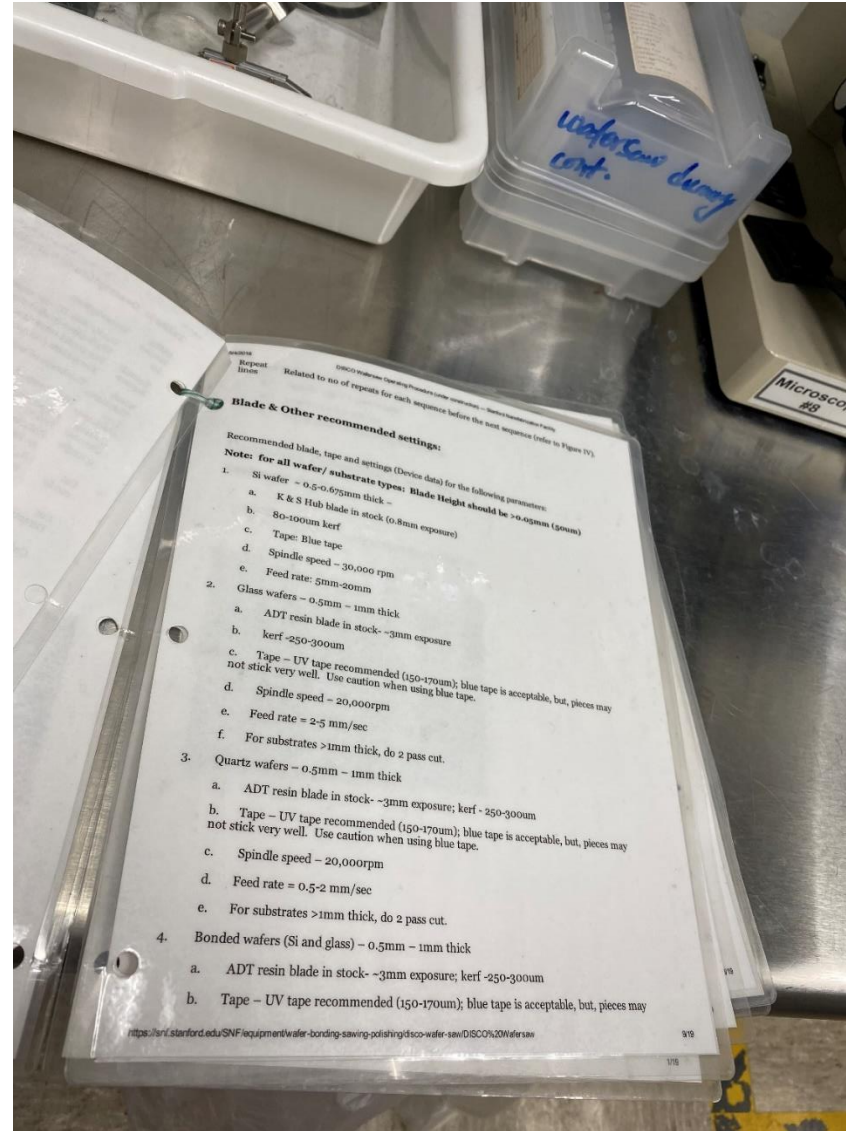 wafersaw
cont.
Microsco
#8
Repeat
lines
DISCO Wafersaw Operating Procedure (under construction) — Stanford Nanofabrication Facility
Related to no of repeats for each sequence before the next sequence (refer to Figure IV).
Blade & Other recommended settings:
Recommended blade, tape and settings (Device data) for the following parameters:
Note: for all wafer/ substrate types: Blade Height should be >0.05mm (50um)
1. Si wafer ~ 0.5-0.675mm thick –
a. K & S Hub blade in stock (0.8mm exposure)
b. 80-100um kerf
c. Tape: Blue tape
d. Spindle speed – 30,000 rpm
e. Feed rate: 5mm-20mm
2. Glass wafers – 0.5mm – 1mm thick
a. ADT resin blade in stock- ~3mm exposure
b. kerf -250-300um
c. Tape – UV tape recommended (150-170um); blue tape is acceptable, but, pieces may
not stick very well. Use caution when using blue tape.
d. Spindle speed – 20,000rpm
e. Feed rate = 2-5 mm/sec
f. For substrates >1mm thick, do 2 pass cut.
3. Quartz wafers – 0.5mm – 1mm thick
a. ADT resin blade in stock- ~3mm exposure; kerf - 250-300um
b. Tape – UV tape recommended (150-170um); blue tape is acceptable, but, pieces may
not stick very well. Use caution when using blue tape.
c. Spindle speed – 20,000rpm
d. Feed rate = 0.5-2 mm/sec
e. For substrates >1mm thick, do 2 pass cut.
4. Bonded wafers (Si and glass) – 0.5mm – 1mm thick
a. ADT resin blade in stock- ~3mm exposure; kerf -250-300um
b. Tape – UV tape recommended (150-170um); blue tape is acceptable, but, pieces may
https://snf.stanford.edu/SNF/equipment/wafer-bonding-sawing-polishing/disco-wafer-saw/DISCO%20Wafersaw
9/19